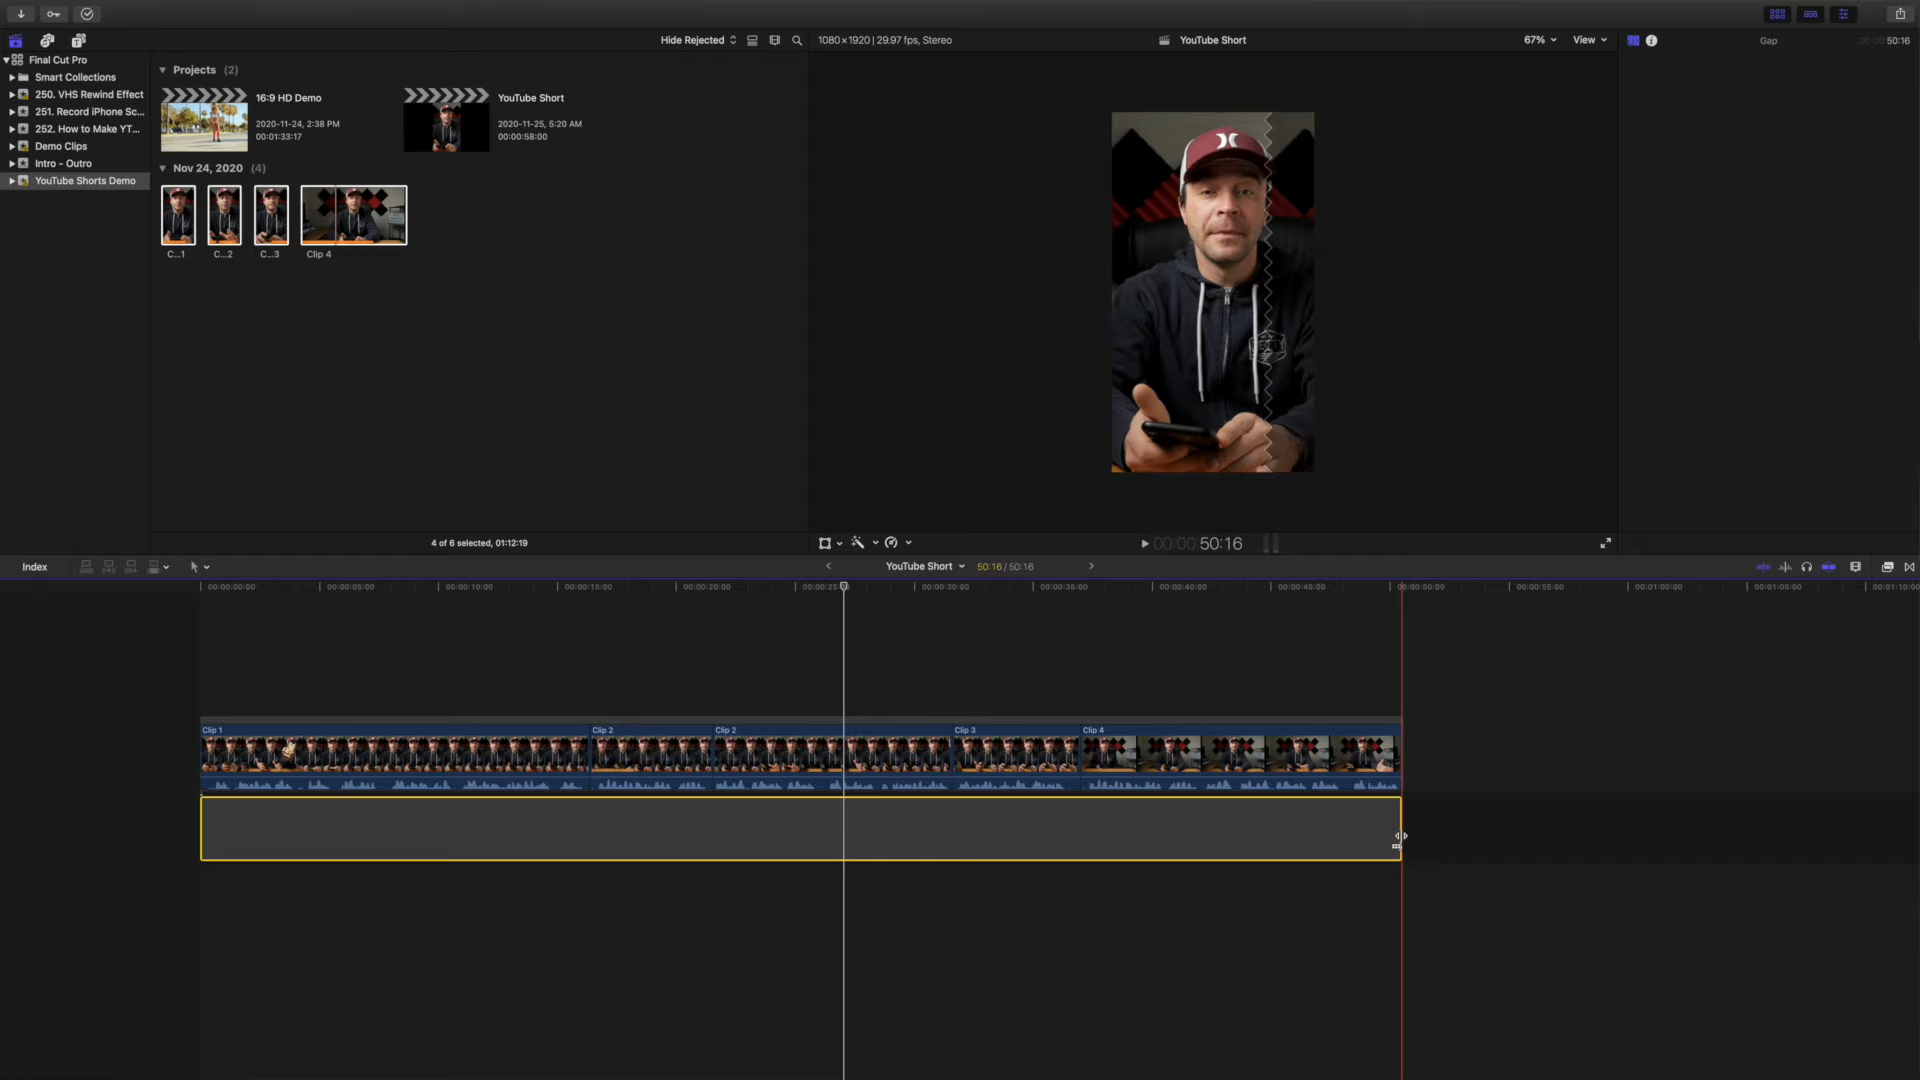 Hide Rejected
1080×1920 | 29.97 fps, Stereo
YouTube Short
67%
View
Gap
00:00:50:16
Final Cut Pro
Smart Collections
250. VHS Rewind Effect
251. Record iPhone Sc...
252. How to Make YT...
Demo Clips
Intro - Outro
YouTube Shorts Demo
Projects (2)
16:9 HD Demo
2020-11-24, 2:38 PM
00:01:33:17
YouTube Short
2020-11-25, 5:20 AM
00:00:58:00
Nov 24, 2020 (4)
C...1
C...2
C...3
Clip 4
4 of 6 selected, 01:12:19
00:00:50:16
Index
YouTube Short
50:16 / 50:16
00:00:00:00
00:00:05:00
00:00:10:00
00:00:15:00
00:00:20:00
00:00:25:
00:00:30:00
00:00:35:00
00:00:40:00
00:00:45:00
00:00:50:00
00:00:55:00
00:01:00:00
00:01:05:00
00:01:10:00
Clip 1
Clip 2
Clip 2
Clip 3
Clip 4